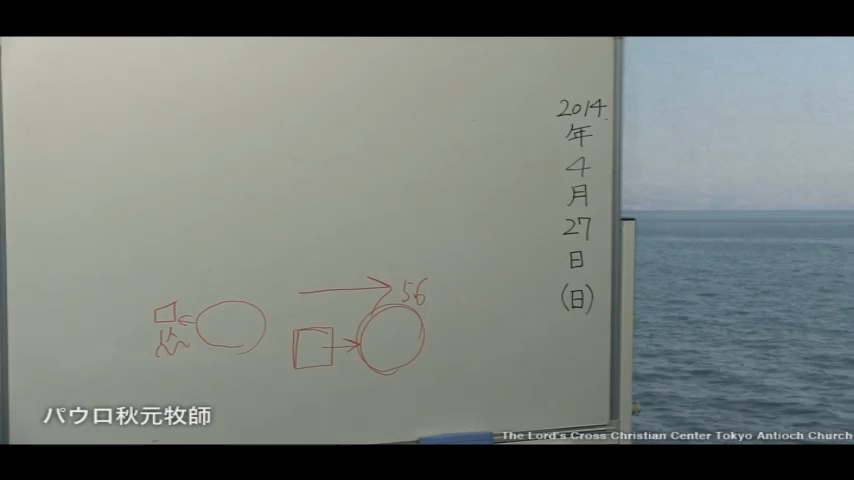 2014
年
4
月
27
日
(日)
56
パウロ秋元牧師
The Lord's Cross Christian Center Tokyo Antioch Church